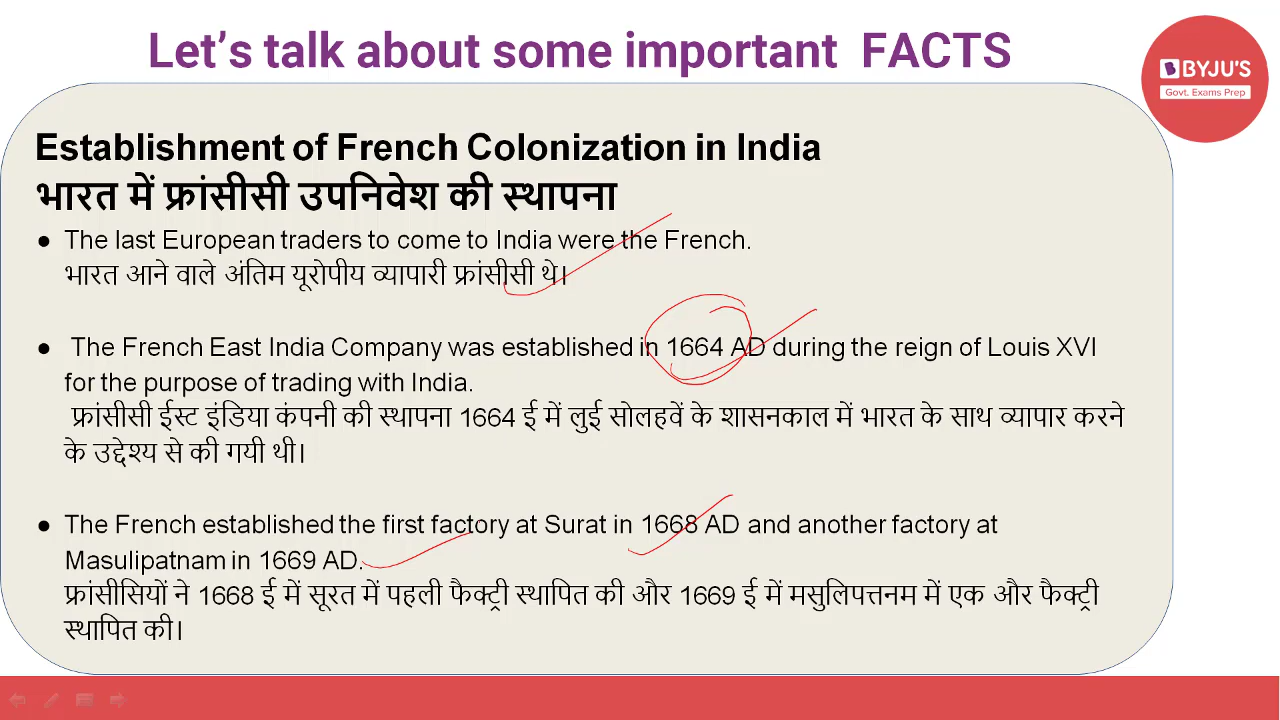 Let's talk about some important FACTS
BYJU'S
Govt. Exams Prep
Establishment of French Colonization in India
भारत में फ्रांसीसी उपनिवेश की स्थापना
● The last European traders to come to India were the French.
भारत आने वाले अंतिम यूरोपीय व्यापारी फ्रांसीसी थे।
● The French East India Company was established in 1664 AD during the reign of Louis XVI
for the purpose of trading with India.
फ्रांसीसी ईस्ट इंडिया कंपनी की स्थापना 1664 ई में लुई सोलहवें के शासनकाल में भारत के साथ व्यापार करने
के उद्देश्य से की गयी थी।
● The French established the first factory at Surat in 1668 AD and another factory at
Masulipatnam in 1669 AD.
फ्रांसीसियों ने 1668 ई में सूरत में पहली फैक्ट्री स्थापित की और 1669 ई में मसुलिपत्तनम में एक और फैक्ट्री
स्थापित की।